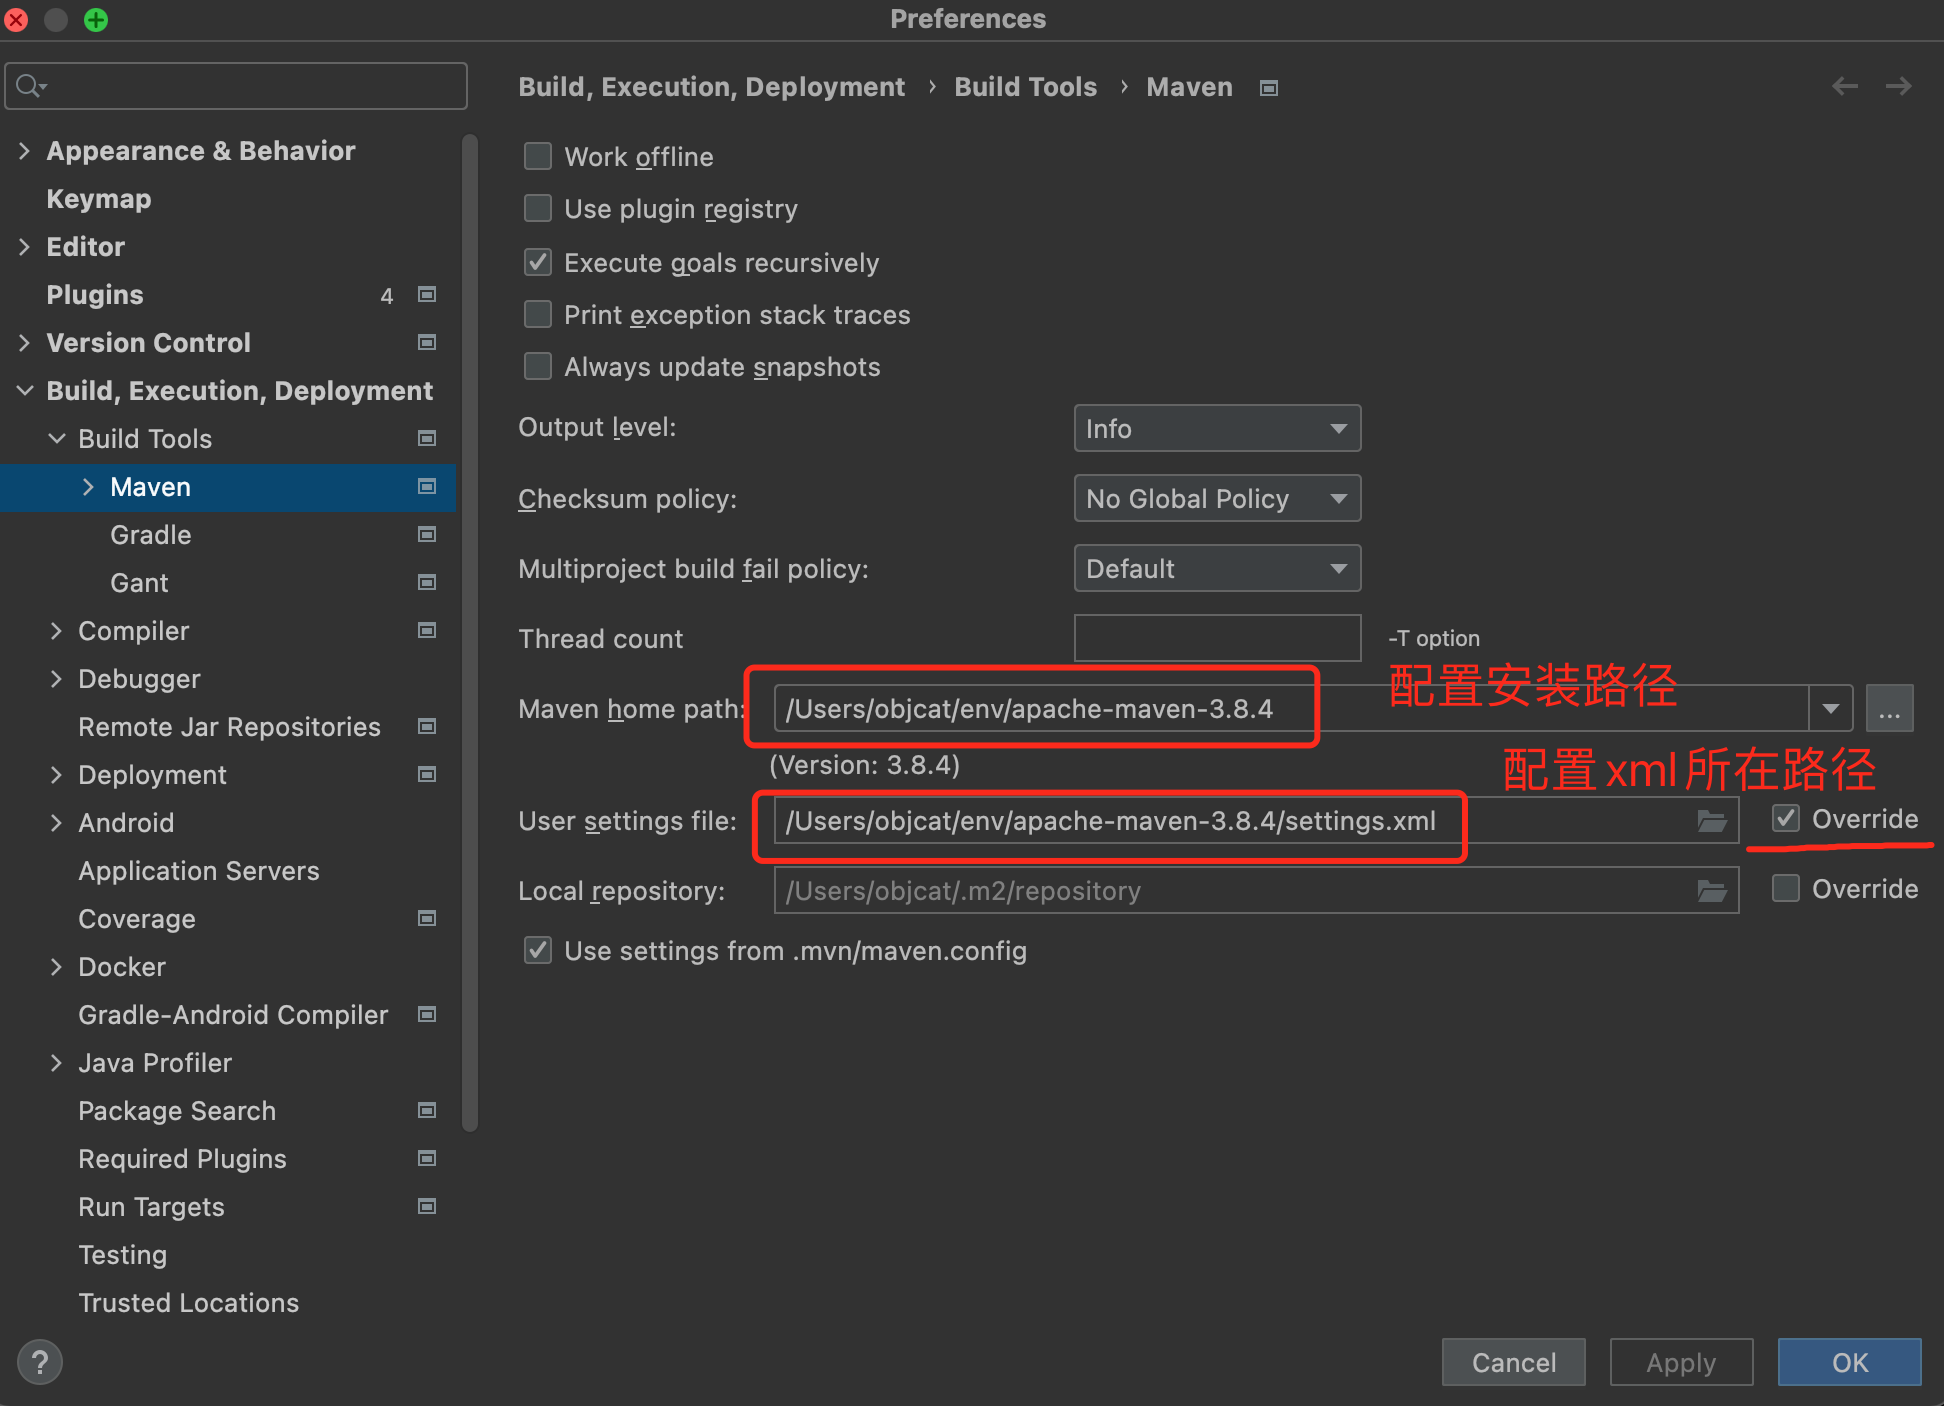 Preferences
Build, Execution, Deployment › Build Tools › Maven
Appearance & Behavior
Keymap
Editor
Plugins 4
Version Control
Build, Execution, Deployment
Build Tools
Maven
Gradle
Gant
Compiler
Debugger
Remote Jar Repositories
Deployment
Android
Application Servers
Coverage
Docker
Gradle-Android Compiler
Java Profiler
Package Search
Required Plugins
Run Targets
Testing
Trusted Locations
Work offline
Use plugin registry
Execute goals recursively
Print exception stack traces
Always update snapshots
Output level: Info
Checksum policy: No Global Policy
Multiproject build fail policy: Default
Thread count -T option
配置安装路径
Maven home path: /Users/objcat/env/apache-maven-3.8.4 ...
(Version: 3.8.4)
配置xml所在路径
User settings file: /Users/objcat/env/apache-maven-3.8.4/settings.xml Override
Local repository: /Users/objcat/.m2/repository Override
Use settings from .mvn/maven.config
? Cancel Apply OK